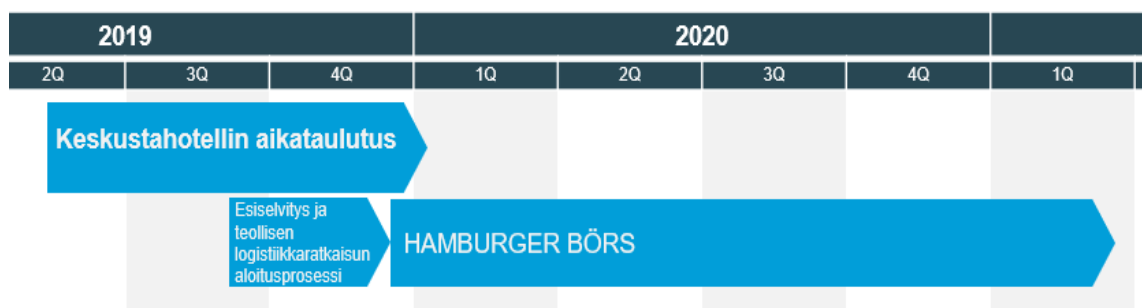 2019 2020
2Q 3Q 4Q 1Q 2Q 3Q 4Q 1Q
Keskustahotellin aikataulutus
Esiselvitys ja
teollisen
logistiikkaratkaisun
aloitusprosessi
HAMBURGER BÖRS